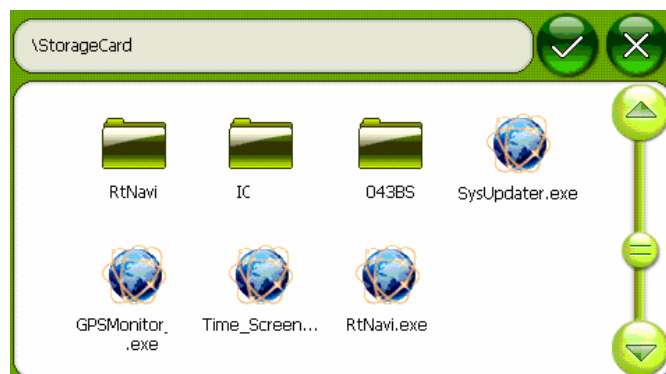 \StorageCard
RtNavi
IC
043BS
SysUpdater.exe
GPSMonitor_
.exe
Time_Screen...
RtNavi.exe